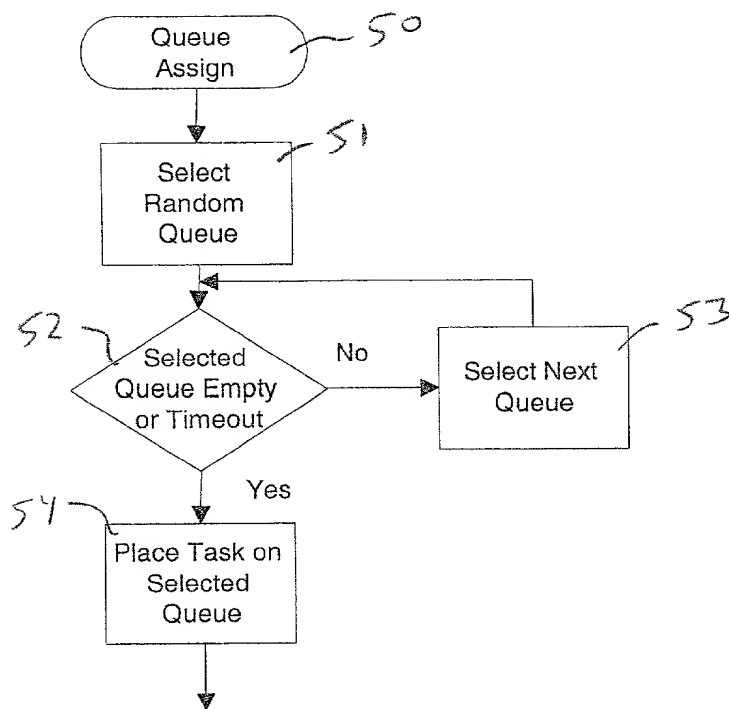 Queue
Assign
50
51
Select
Random
Queue
52
Selected
Queue Empty
or Timeout
No
53
Select Next
Queue
Yes
54
Place Task on
Selected
Queue